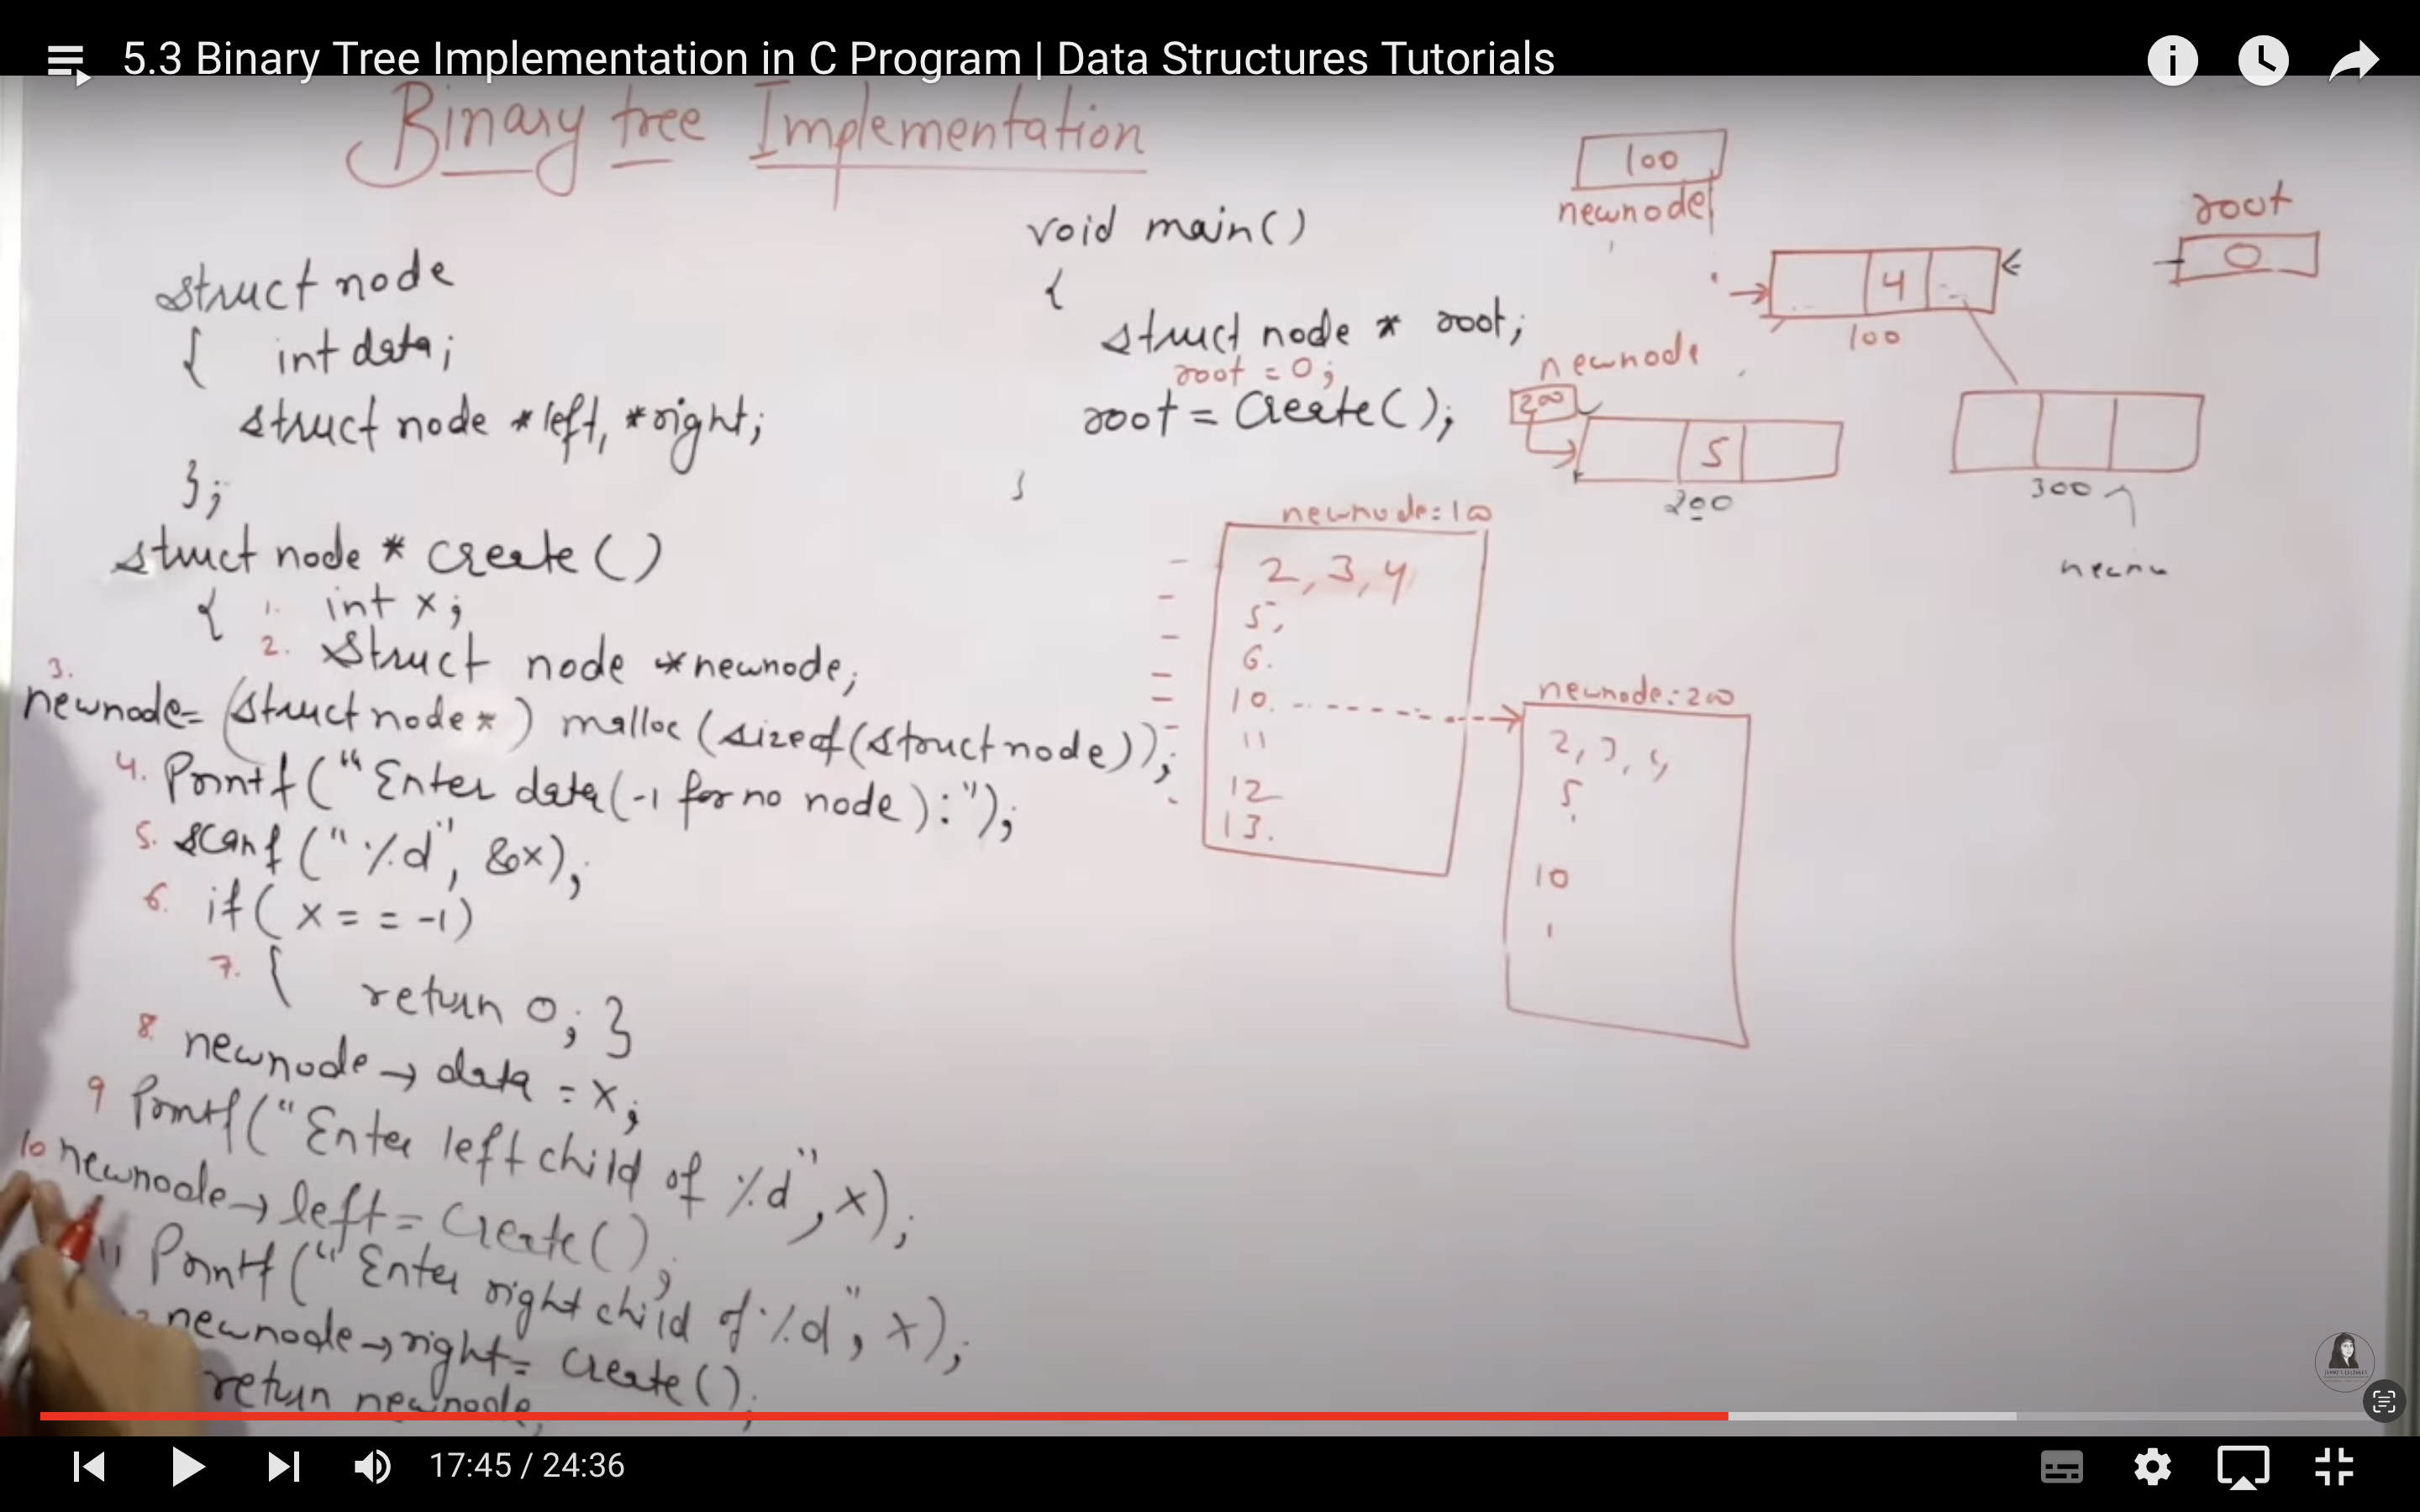 5.3 Binary Tree Implementation in C Program | Data Structures Tutorials
Binary tree Implementation
struct node
{ int data;
struct node *left, *right;
};
struct node * create()
{ 1. int x;
2. struct node *newnode;
3.
newnode= (struct node*) malloc(sizeof(struct node));
4. Printf("Enter data(-1 for no node):");
5. scanf("%d", &x);
6. if(x==-1)
7. { return 0; }
8. newnode→data = x;
9 Printf("Enter left child of %d", x);
10 newnode→left= create();
11 Printf("Enter right child of %d", x);
newnode→right= create();
return newnode;
void main()
{
struct node * root;
root = 0;
root = create();
}
100
newnode
4
100
root
0
newnode
200
5
200
300
newnode:100
2,3,4
5,
6.
10.
11
12
13.
newnode:200
2,3,4
5
10
17:45 / 24:36